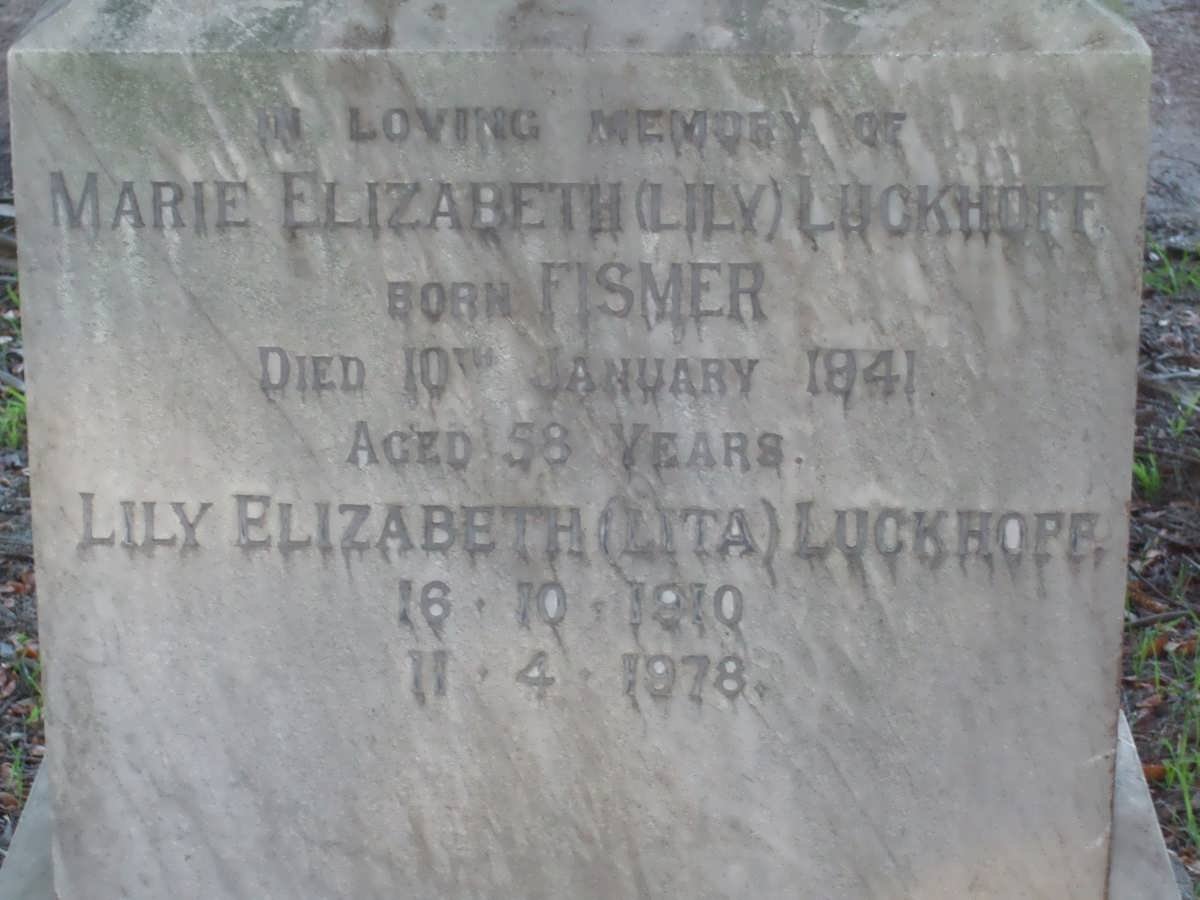 IN LOVING MEMORY OF
MARIE ELIZABETH (LILY) LUCKHOFF
BORN FISMER
DIED 10TH JANUARY 1941
AGED 58 YEARS.
LILY ELIZABETH (LITA) LUCKHOFF.
16 · 10 · 1910
11 · 4 · 1978.